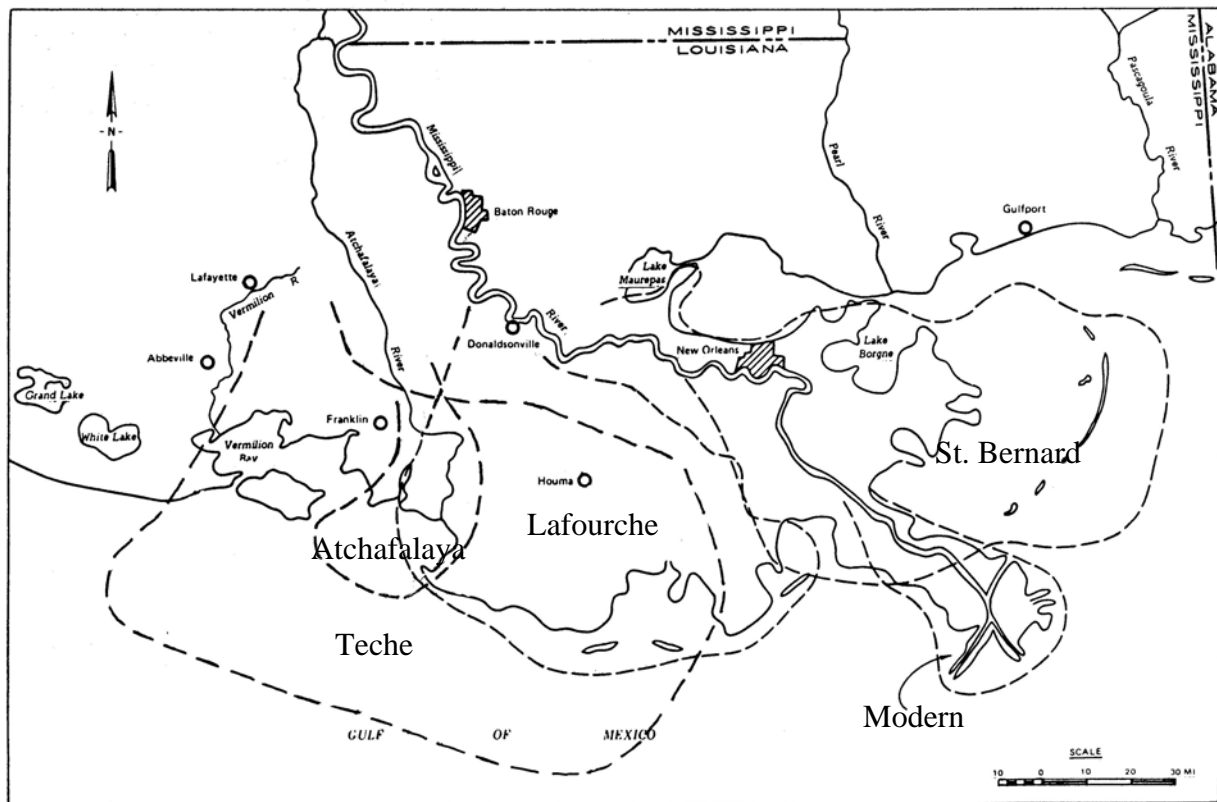 MISSISSIPPI
LOUISIANA
ALABAMA
MISSISSIPPI
Pascagoula
River
-N-
Mississippi
Baton Rouge
Pearl
River
Gulfport
Atchafalaya
Lake
Maurepas
Lafayette
Vermilion R
River
Donaldsonville
New Orleans
Lake
Borgne
Abbeville
River
Grand Lake
White Lake
Franklin
Vermilion
Bay
Houma
St. Bernard
Lafourche
Atchafalaya
Teche
Modern
GULF OF MEXICO
SCALE
10 0 10 20 30 MI